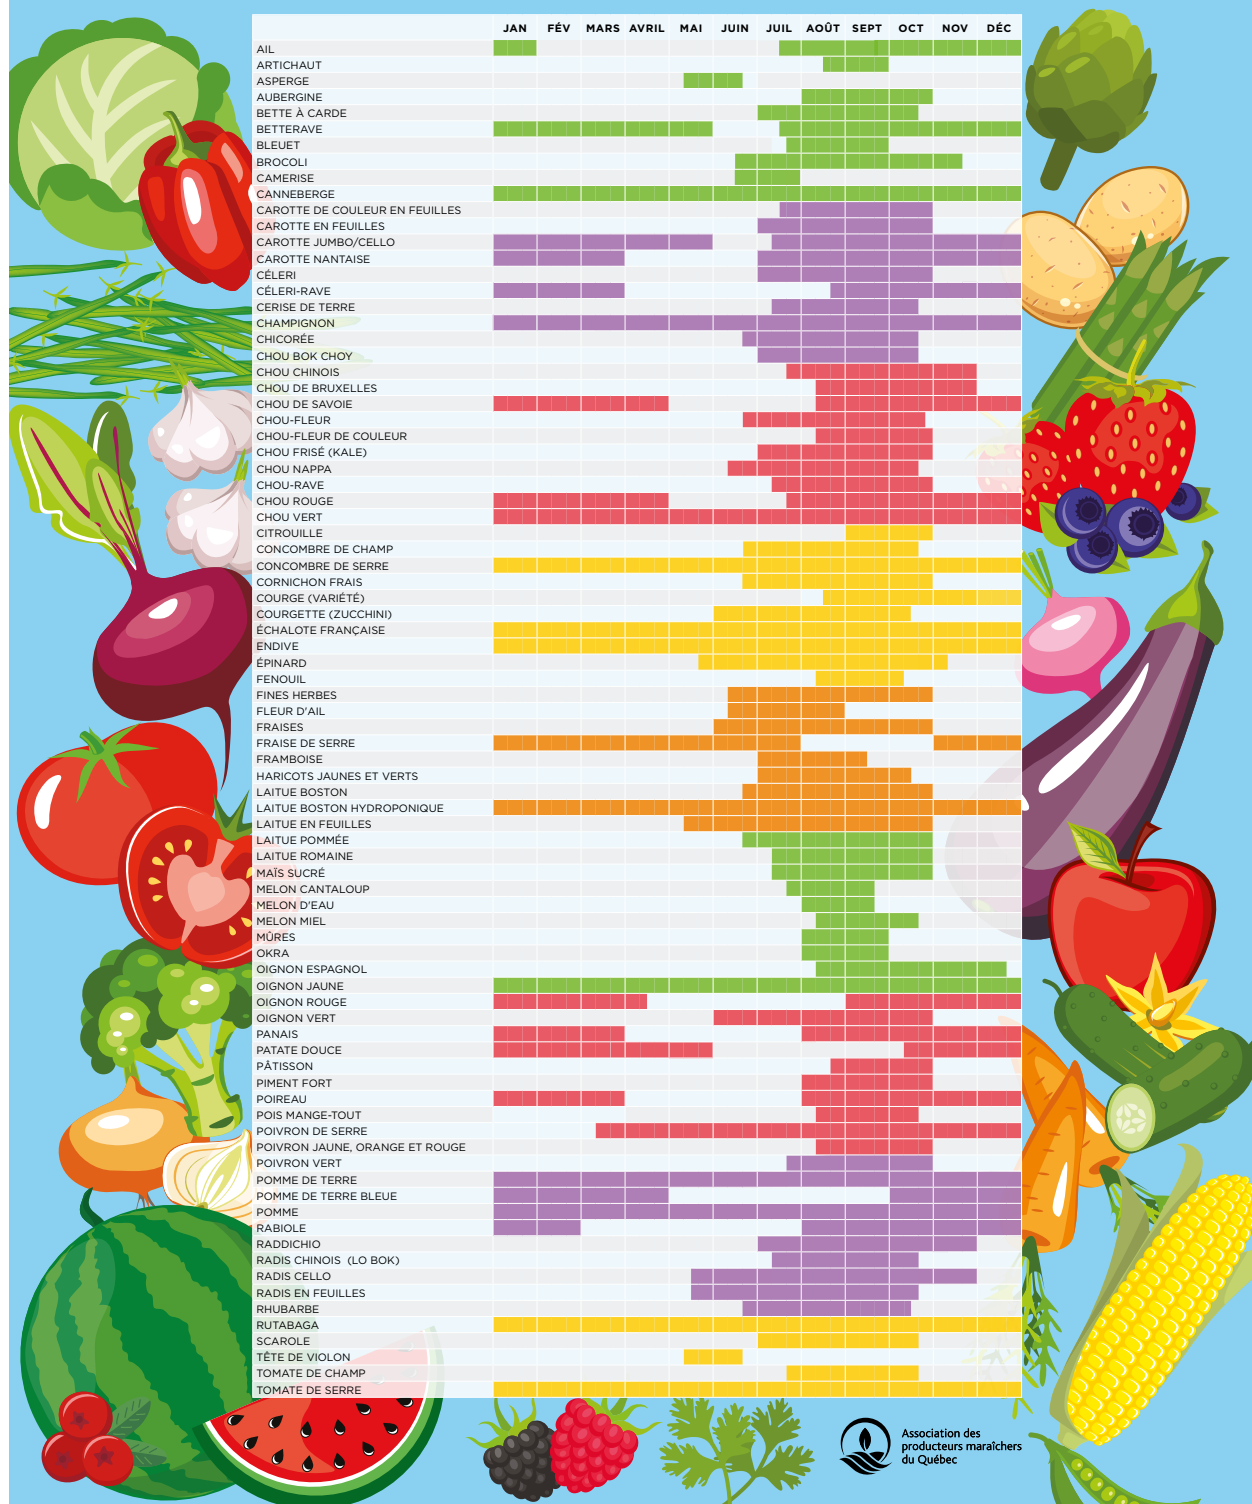 JAN FÉV MARS AVRIL MAI JUIN JUIL AOÛT SEPT OCT NOV DÉC
AIL
ARTICHAUT
ASPERGE
AUBERGINE
BETTE À CARDE
BETTERAVE
BLEUET
BROCOLI
CAMERISE
CANNEBERGE
CAROTTE DE COULEUR EN FEUILLES
CAROTTE EN FEUILLES
CAROTTE JUMBO/CELLO
CAROTTE NANTAISE
CÉLERI
CÉLERI-RAVE
CERISE DE TERRE
CHAMPIGNON
CHICORÉE
CHOU BOK CHOY
CHOU CHINOIS
CHOU DE BRUXELLES
CHOU DE SAVOIE
CHOU-FLEUR
CHOU-FLEUR DE COULEUR
CHOU FRISÉ (KALE)
CHOU NAPPA
CHOU-RAVE
CHOU ROUGE
CHOU VERT
CITROUILLE
CONCOMBRE DE CHAMP
CONCOMBRE DE SERRE
CORNICHON FRAIS
COURGE (VARIÉTÉ)
COURGETTE (ZUCCHINI)
ÉCHALOTE FRANÇAISE
ENDIVE
ÉPINARD
FENOUIL
FINES HERBES
FLEUR D'AIL
FRAISES
FRAISE DE SERRE
FRAMBOISE
HARICOTS JAUNES ET VERTS
LAITUE BOSTON
LAITUE BOSTON HYDROPONIQUE
LAITUE EN FEUILLES
LAITUE POMMÉE
LAITUE ROMAINE
MAÏS SUCRÉ
MELON CANTALOUP
MELON D'EAU
MELON MIEL
MÛRES
OKRA
OIGNON ESPAGNOL
OIGNON JAUNE
OIGNON ROUGE
OIGNON VERT
PANAIS
PATATE DOUCE
PÂTISSON
PIMENT FORT
POIREAU
POIS MANGE-TOUT
POIVRON DE SERRE
POIVRON JAUNE, ORANGE ET ROUGE
POIVRON VERT
POMME DE TERRE
POMME DE TERRE BLEUE
POMME
RABIOLE
RADDICHIO
RADIS CHINOIS (LO BOK)
RADIS CELLO
RADIS EN FEUILLES
RHUBARBE
RUTABAGA
SCAROLE
TÊTE DE VIOLON
TOMATE DE CHAMP
TOMATE DE SERRE
Association des
producteurs maraîchers
du Québec